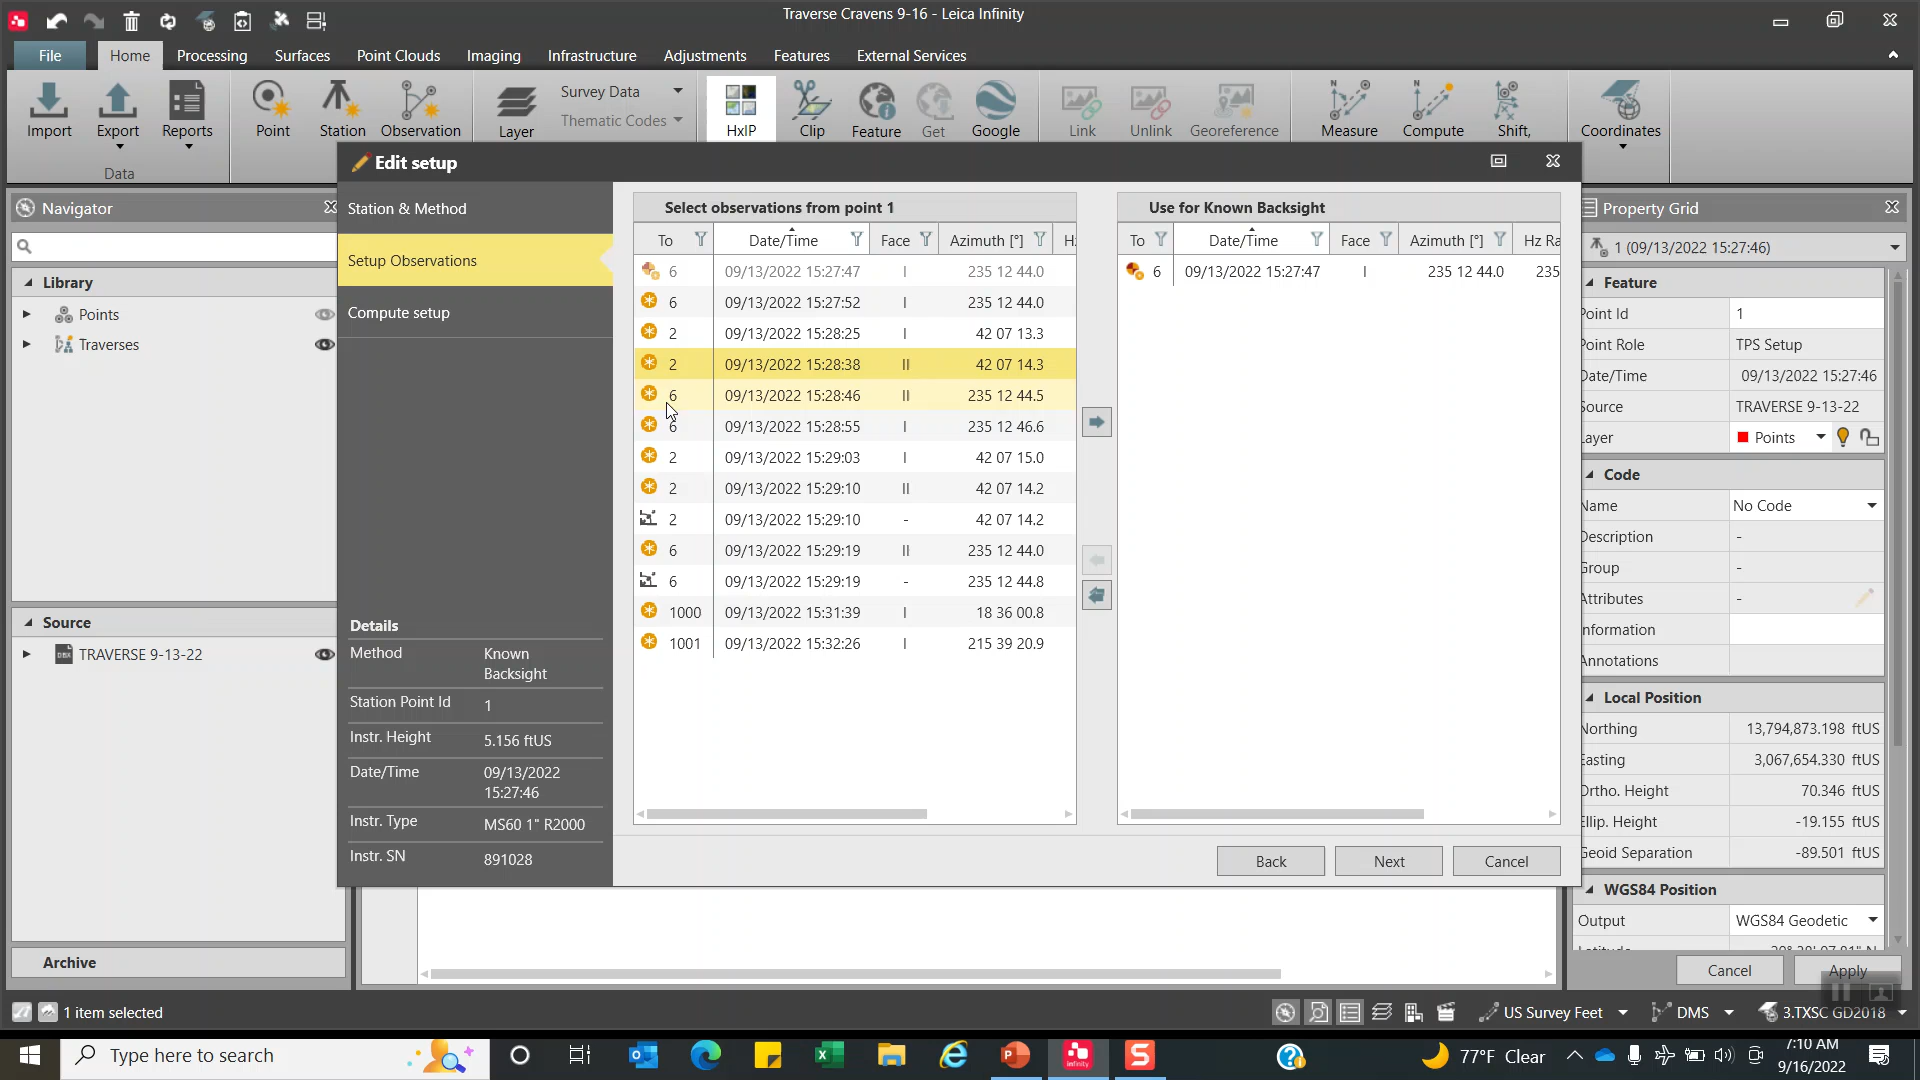 Traverse Cravens 9-16 - Leica Infinity
File Home Processing Surfaces Point Clouds Imaging Infrastructure Adjustments Features External Services
Import Export Reports Point Station Observation Layer HxIP Clip Feature Get Google Link Unlink Georeference Measure Compute Shift, Coordinates
Survey Data
Thematic Codes
Data
Edit setup
Navigator
Library
Points
Traverses
Source
TRAVERSE 9-13-22
Archive
Station & Method
Setup Observations
Compute setup
Details
Method Known Backsight
Station Point Id 1
Instr. Height 5.156 ftUS
Date/Time 09/13/2022 15:27:46
Instr. Type MS60 1" R2000
Instr. SN 891028
Select observations from point 1
To Date/Time Face Azimuth [°]
6 09/13/2022 15:27:47 I 235 12 44.0
6 09/13/2022 15:27:52 I 235 12 44.0
2 09/13/2022 15:28:25 I 42 07 13.3
2 09/13/2022 15:28:38 II 42 07 14.3
6 09/13/2022 15:28:46 II 235 12 44.5
6 09/13/2022 15:28:55 I 235 12 46.6
2 09/13/2022 15:29:03 I 42 07 15.0
2 09/13/2022 15:29:10 II 42 07 14.2
2 09/13/2022 15:29:10 - 42 07 14.2
6 09/13/2022 15:29:19 II 235 12 44.0
6 09/13/2022 15:29:19 - 235 12 44.8
1000 09/13/2022 15:31:39 I 18 36 00.8
1001 09/13/2022 15:32:26 I 215 39 20.9
Use for Known Backsight
To Date/Time Face Azimuth [°] Hz Ra
6 09/13/2022 15:27:47 I 235 12 44.0 235
Back Next Cancel
Property Grid
1 (09/13/2022 15:27:46)
Feature
Point Id 1
Point Role TPS Setup
Date/Time 09/13/2022 15:27:46
Source TRAVERSE 9-13-22
Layer Points
Code
Name No Code
Description -
Group -
Attributes -
Information
Annotations
Local Position
Northing 13,794,873.198 ftUS
Easting 3,067,654.330 ftUS
Ortho. Height 70.346 ftUS
Ellip. Height -19.155 ftUS
Geoid Separation -89.501 ftUS
WGS84 Position
Output WGS84 Geodetic
Cancel Apply
1 item selected
US Survey Feet DMS 3.TXSC GD2018
Type here to search
77°F Clear
7:10 AM
9/16/2022